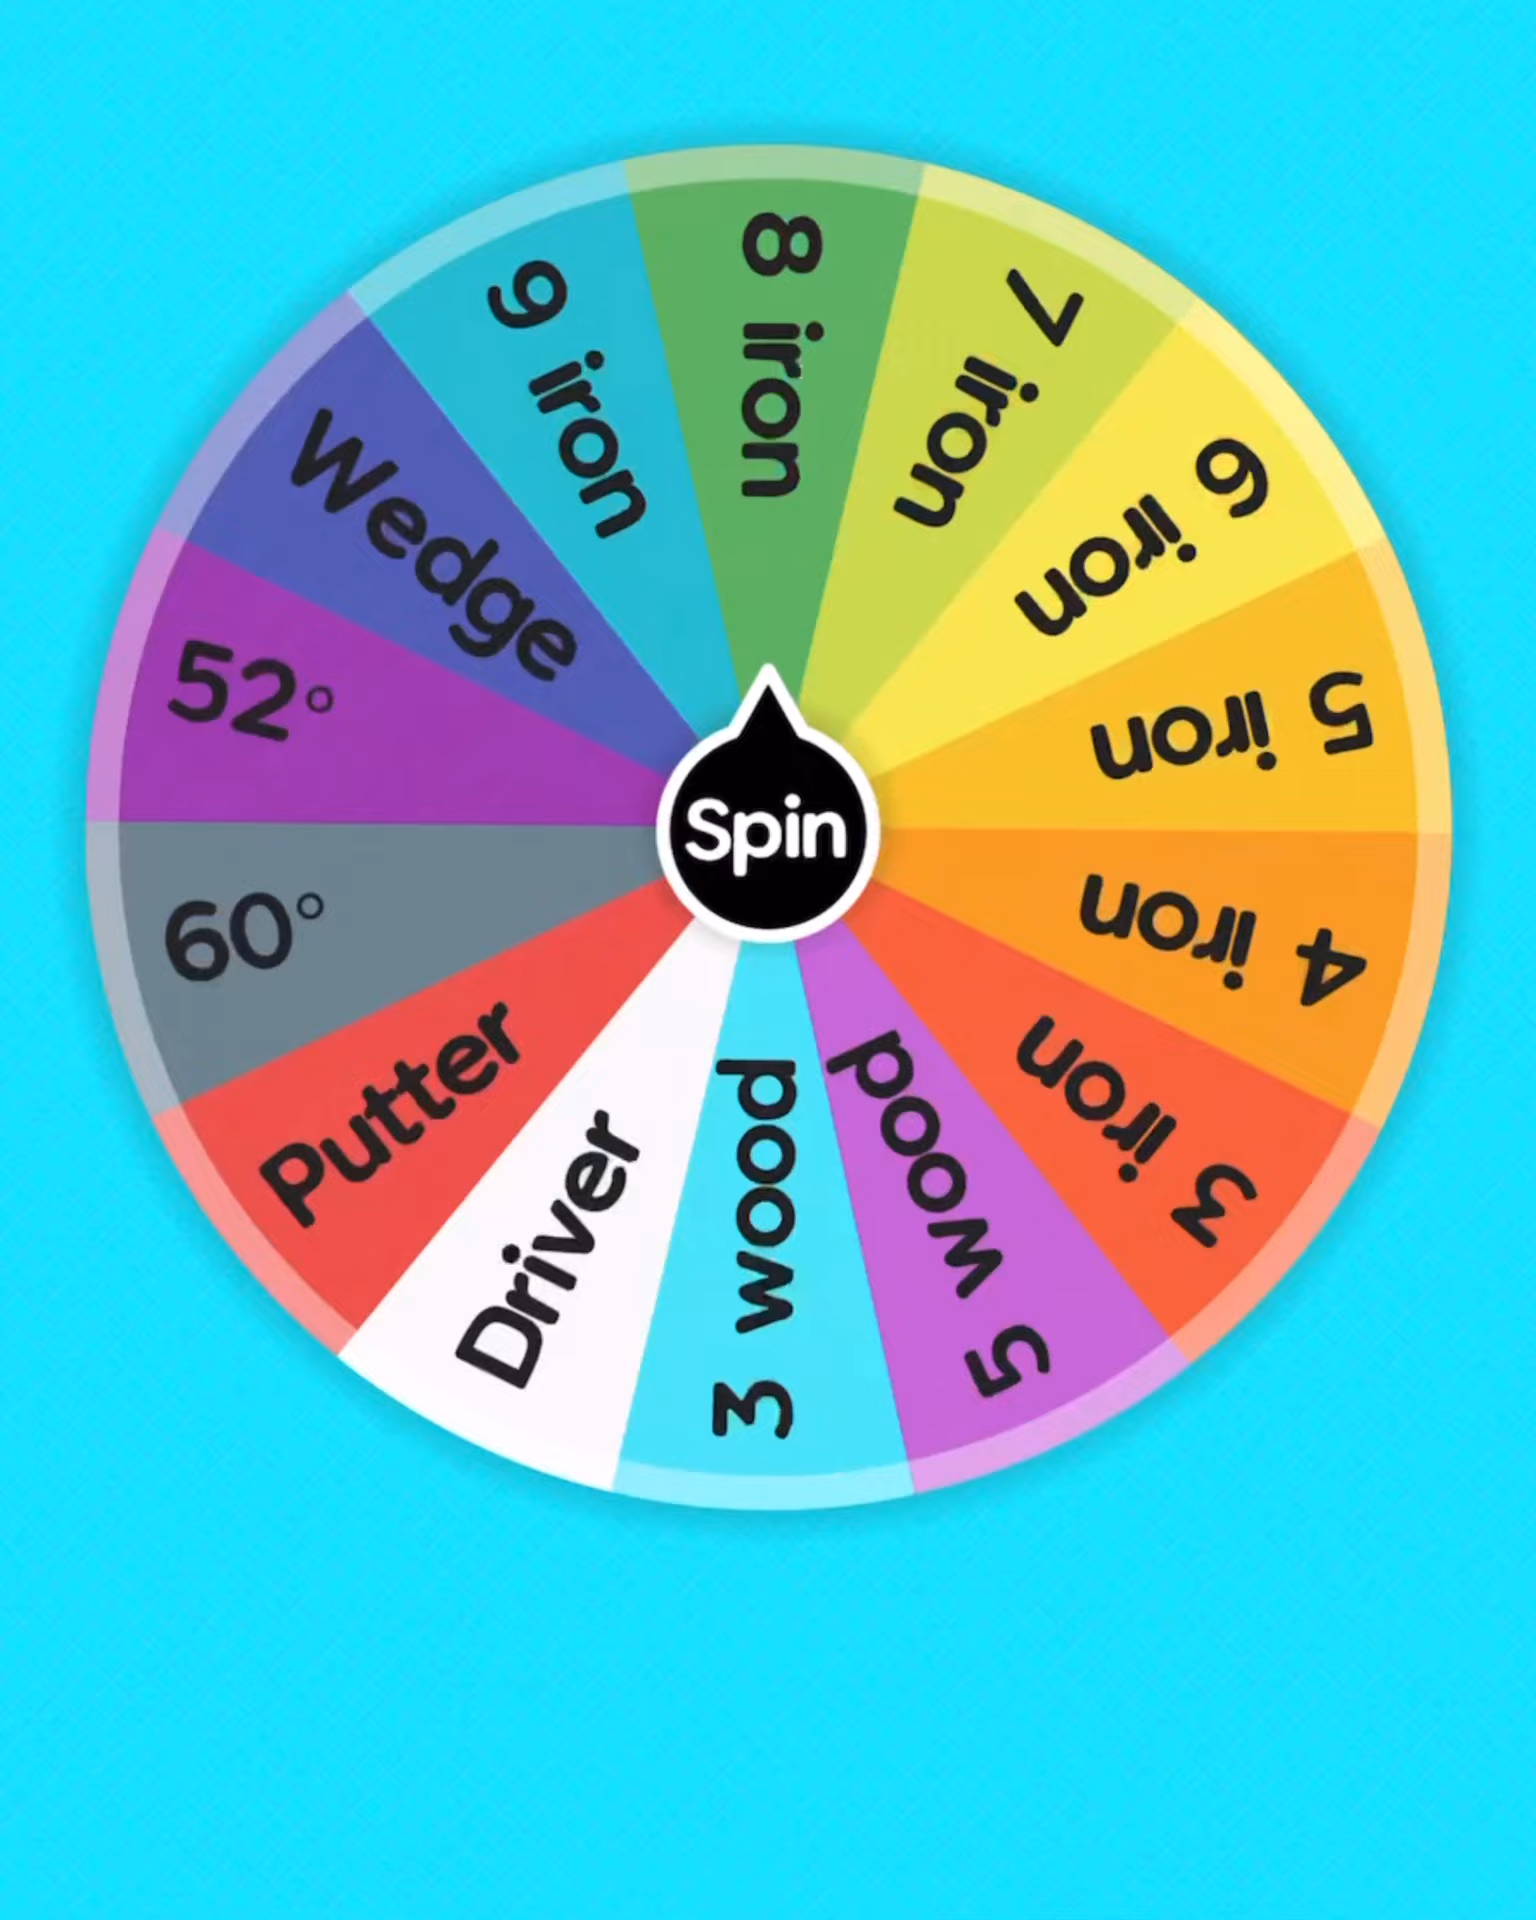 8 iron
7 iron
6 iron
5 iron
4 iron
3 iron
5 wood
3 wood
Driver
Putter
60°
52°
Wedge
9 iron
Spin